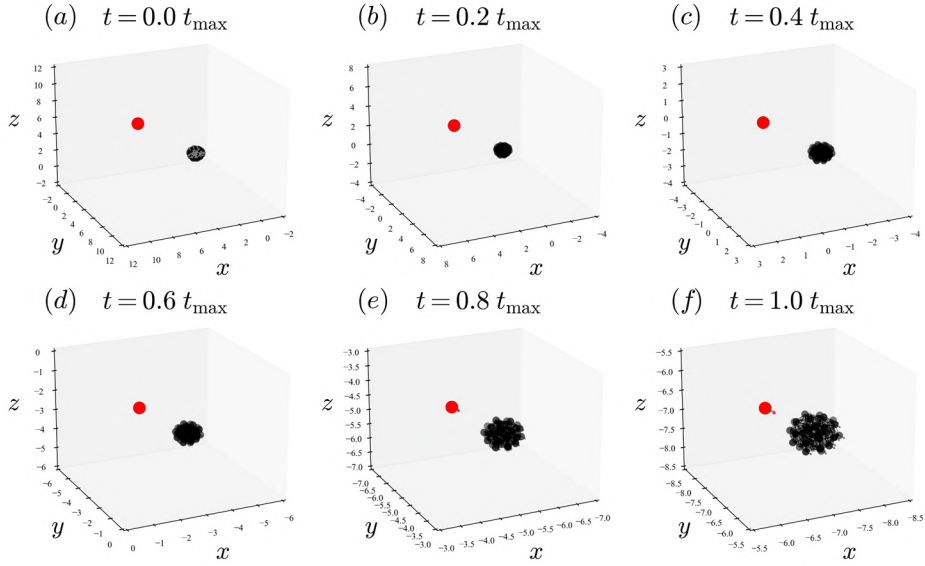 (a) t = 0.0 t_max
12
10
8
6
4
2
0
−2
z
−2 0 2 4 6 8 10 12
y
12 10 8 6 4 2 0 −2
x
(b) t = 0.2 t_max
8
6
4
2
0
−2
−4
z
−4 −2 0 2 4 6 8
y
8 6 4 2 0 −2 −4
x
(c) t = 0.4 t_max
3
2
1
0
−1
−2
−3
−4
z
−4 −3 −2 −1 0 1 2 3
y
3 2 1 0 −1 −2 −3 −4
x
(d) t = 0.6 t_max
0
−1
−2
−3
−4
−5
−6
z
−6 −5 −4 −3 −2 −1 0
y
0 −1 −2 −3 −4 −5 −6
x
(e) t = 0.8 t_max
−3.0
−3.5
−4.0
−4.5
−5.0
−5.5
−6.0
−6.5
−7.0
z
−7.0 −6.5 −6.0 −5.5 −5.0 −4.5 −4.0 −3.5 −3.0
y
−3.0 −3.5 −4.0 −4.5 −5.0 −5.5 −6.0 −6.5 −7.0
x
(f) t = 1.0 t_max
−5.5
−6.0
−6.5
−7.0
−7.5
−8.0
−8.5
z
−8.5 −8.0 −7.5 −7.0 −6.5 −6.0 −5.5
y
−5.5 −6.0 −6.5 −7.0 −7.5 −8.0 −8.5
x